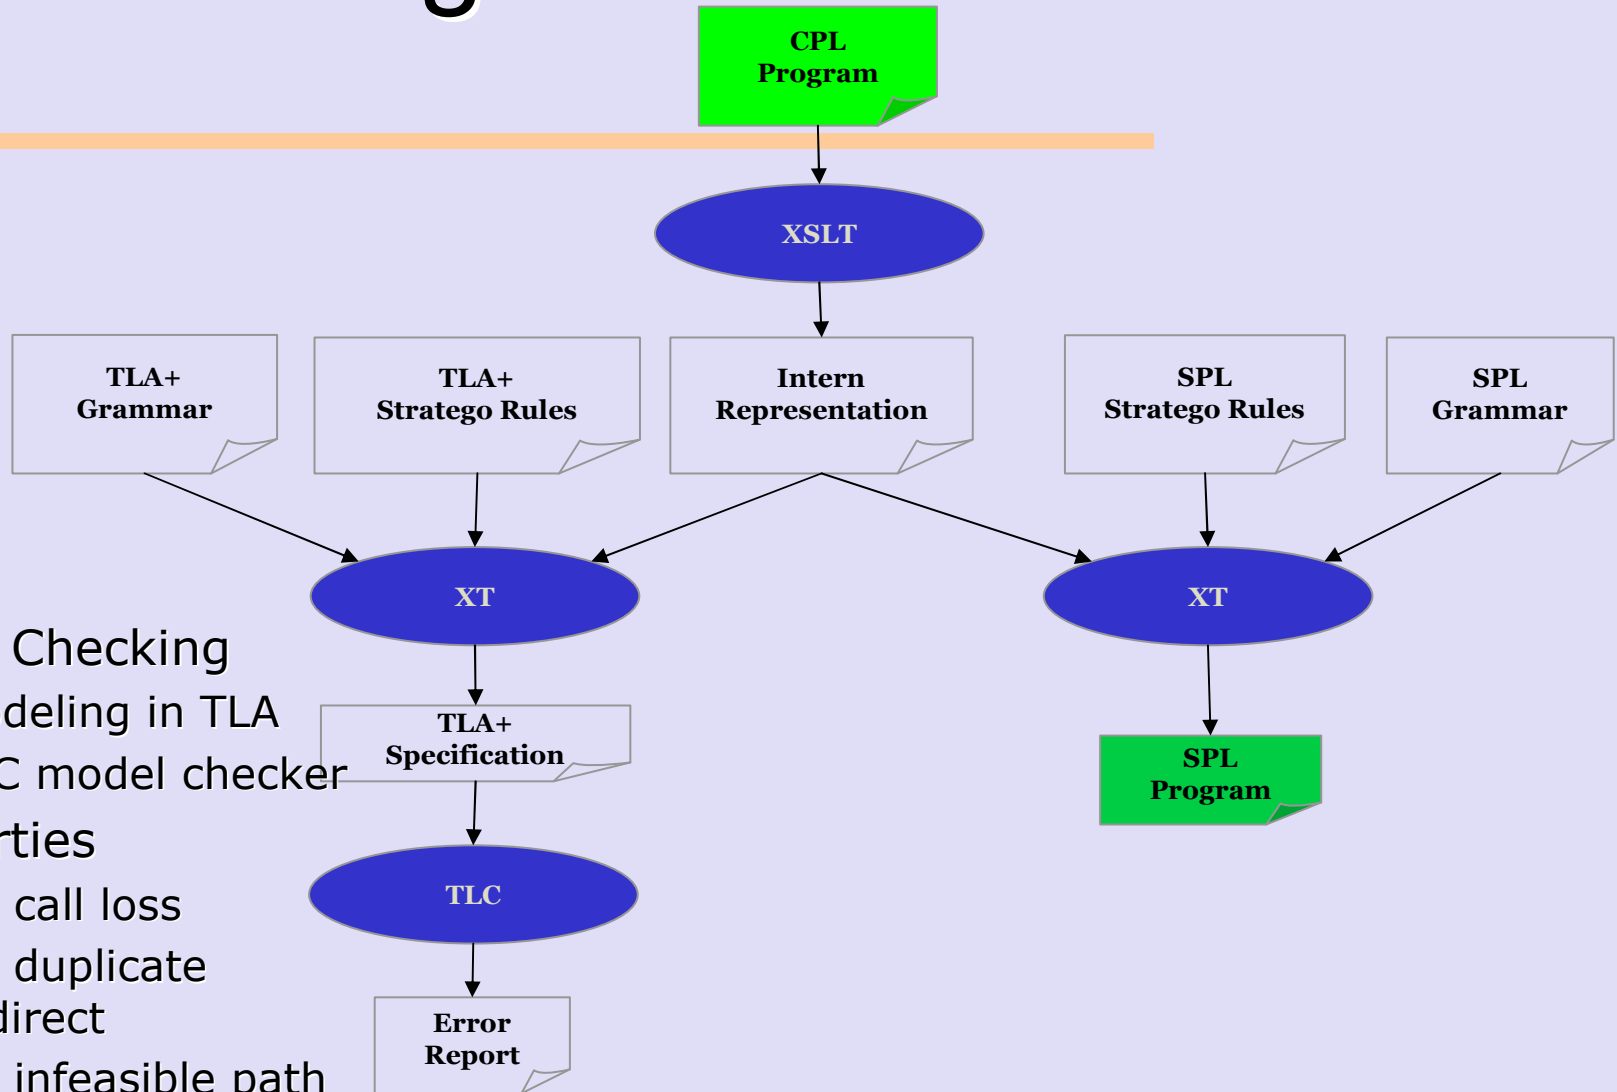 CPL
Program
XSLT
TLA+
Grammar
TLA+
Stratego Rules
Intern
Representation
SPL
Stratego Rules
SPL
Grammar
XT
XT
Checking
deling in TLA
C model checker
rties
call loss
duplicate
direct
infeasible path
TLA+
Specification
SPL
Program
TLC
Error
Report